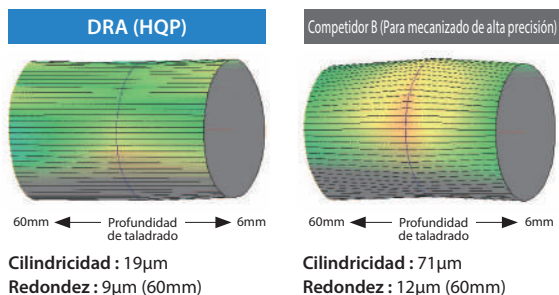 DRA (HQP)
Competidor B (Para mecanizado de alta precisión)
60mm
Profundidad
de taladrado
6mm
60mm
Profundidad
de taladrado
6mm
Cilindricidad : 19μm
Redondez : 9μm (60mm)
Cilindricidad : 71μm
Redondez : 12μm (60mm)